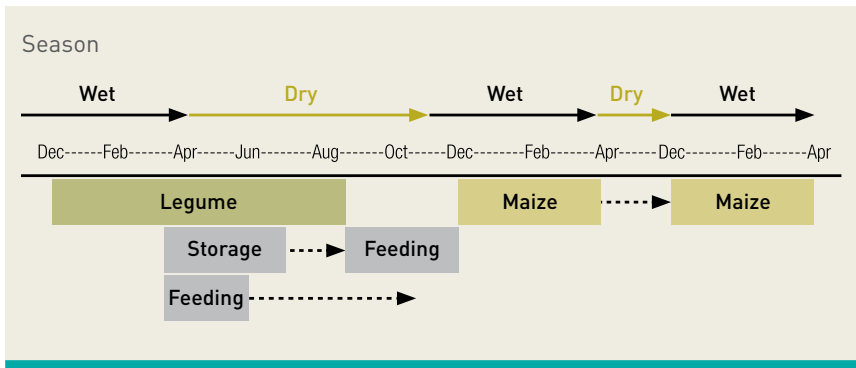 Season
Wet Dry Wet Dry Wet
Dec------Feb------Apr-----Jun--------Aug-------Oct------Dec--------Feb-------Apr------Dec--------Feb-------Apr
Legume Maize Maize
Storage Feeding
Feeding